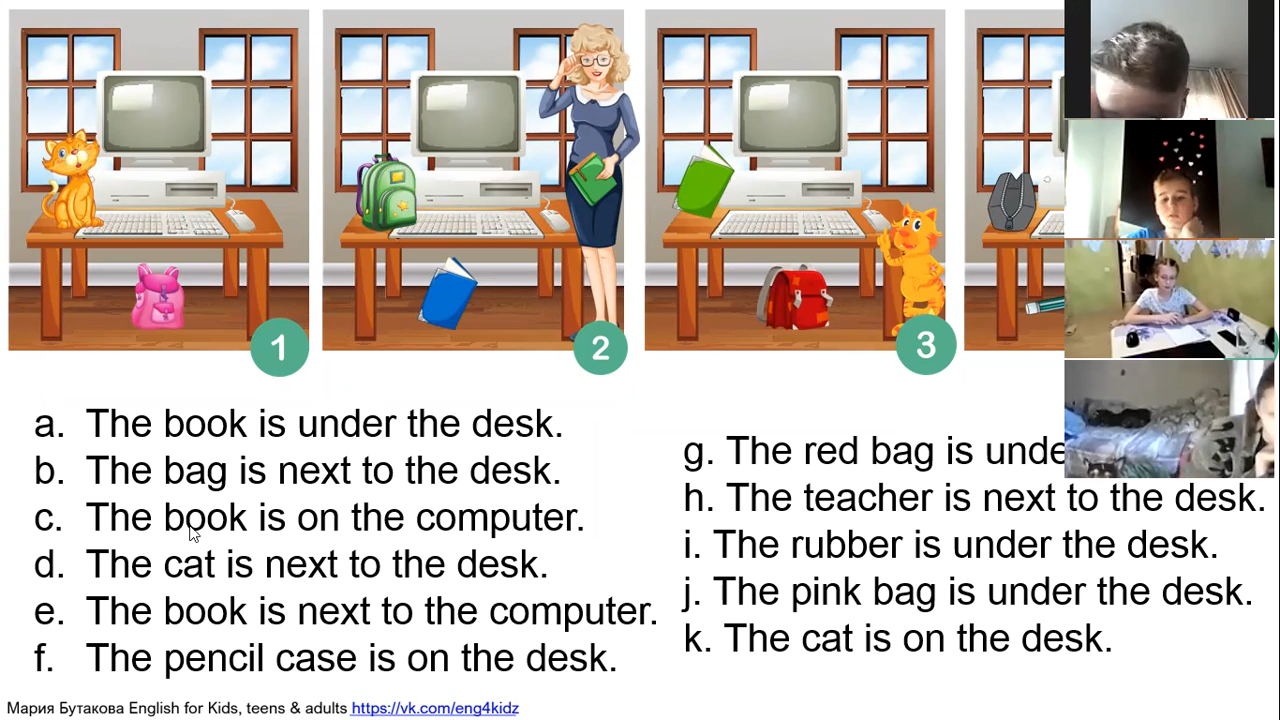 1
2
3
a. The book is under the desk.
b. The bag is next to the desk.
c. The book is on the computer.
d. The cat is next to the desk.
e. The book is next to the computer.
f. The pencil case is on the desk.
g. The red bag is unde
h. The teacher is next to the desk.
i. The rubber is under the desk.
j. The pink bag is under the desk.
k. The cat is on the desk.
Мария Бутакова English for Kids, teens & adults https://vk.com/eng4kidz